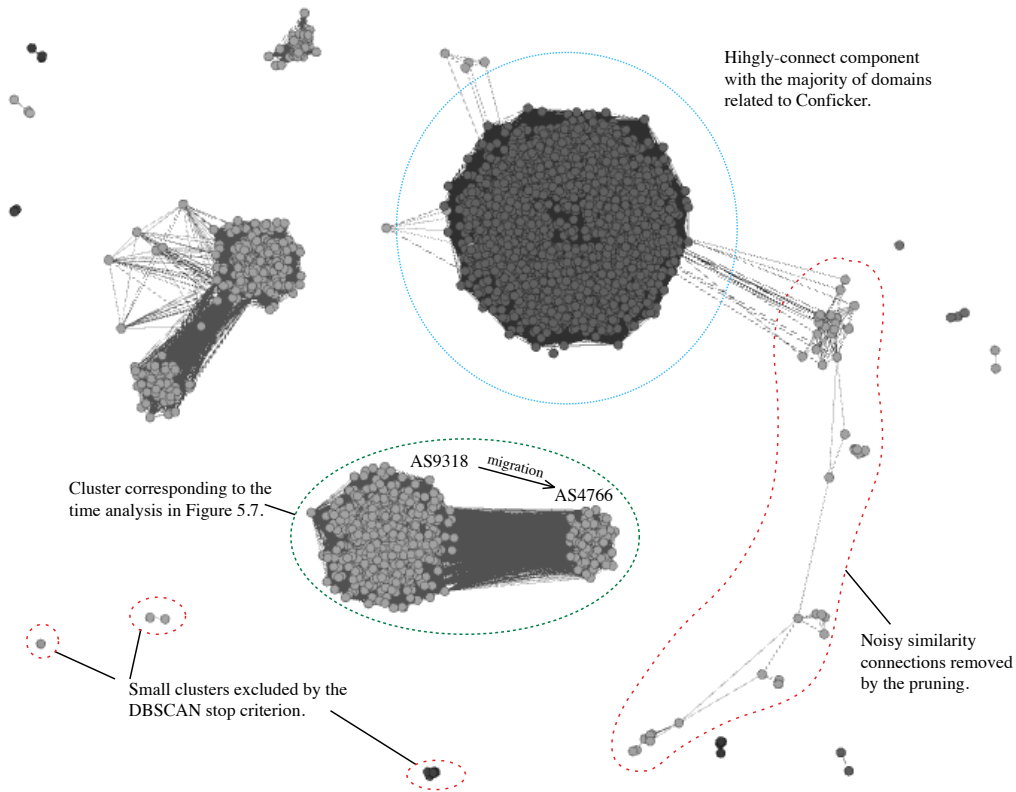 Hihgly-connect component
with the majority of domains
related to Conficker.
AS9318
migration
AS4766
Cluster corresponding to the
time analysis in Figure 5.7.
Noisy similarity
connections removed
by the pruning.
Small clusters excluded by the
DBSCAN stop criterion.